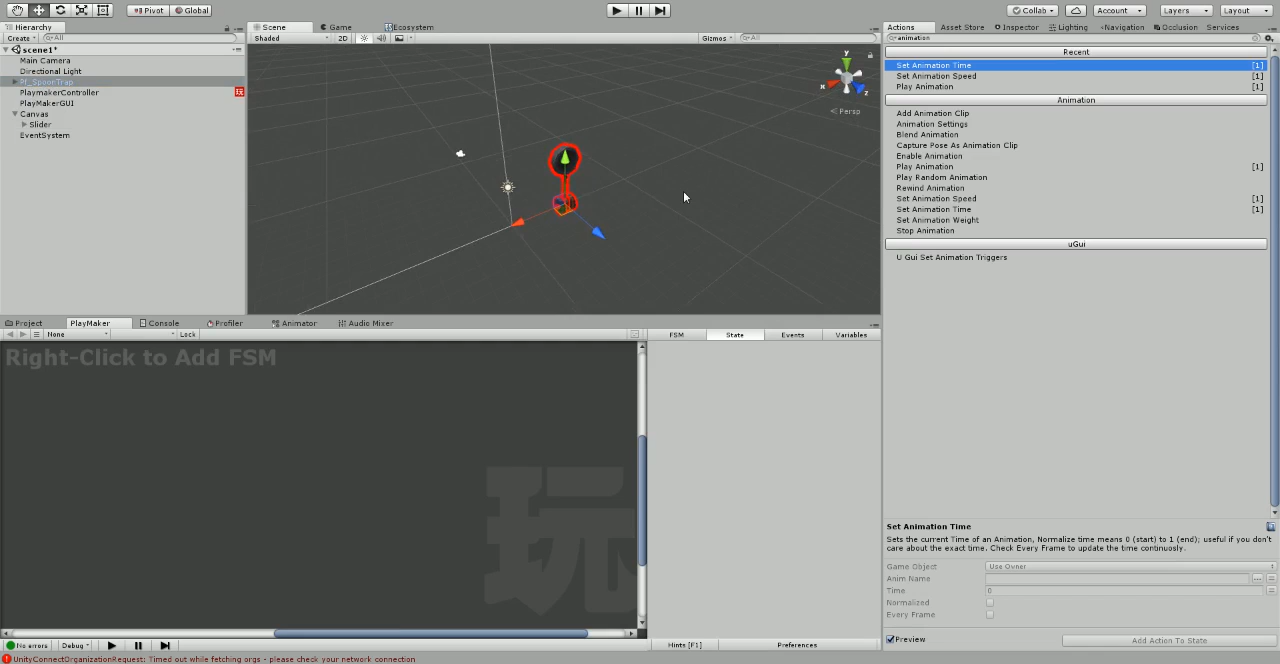 Pivot Global Collab Account Layers Layout
Hierarchy Scene Game Ecosystem Actions Asset Store Inspector Lighting Navigation Occlusion Services
Create All Shaded 2D Gizmos All animation
scene1*
Main Camera
Directional Light
PlaymakerController
PlayMakerGUI
Canvas
Slider
EventSystem
y
x
z
Persp
Recent
Set Animation Time [1]
Set Animation Speed [1]
Play Animation [1]
Animation
Add Animation Clip
Animation Settings
Blend Animation
Capture Pose As Animation Clip
Enable Animation
Play Animation [1]
Play Random Animation
Rewind Animation
Set Animation Speed [1]
Set Animation Time [1]
Set Animation Weight
Stop Animation
uGui
U Gui Set Animation Triggers
Project PlayMaker Console Profiler Animator Audio Mixer
None Lock FSM State Events Variables
Right-Click to Add FSM
玩
Set Animation Time
Sets the current Time of an Animation, Normalize time means 0 (start) to 1 (end); useful if you don't
care about the exact time. Check Every Frame to update the time continuosly.
Game Object Use Owner
Anim Name
Time 0
Normalized
Every Frame
Preview Add Action To State
No errors Debug Hints [F1] Preferences
UnityConnectOrganizationRequest: Timed out while fetching orgs - please check your network connection